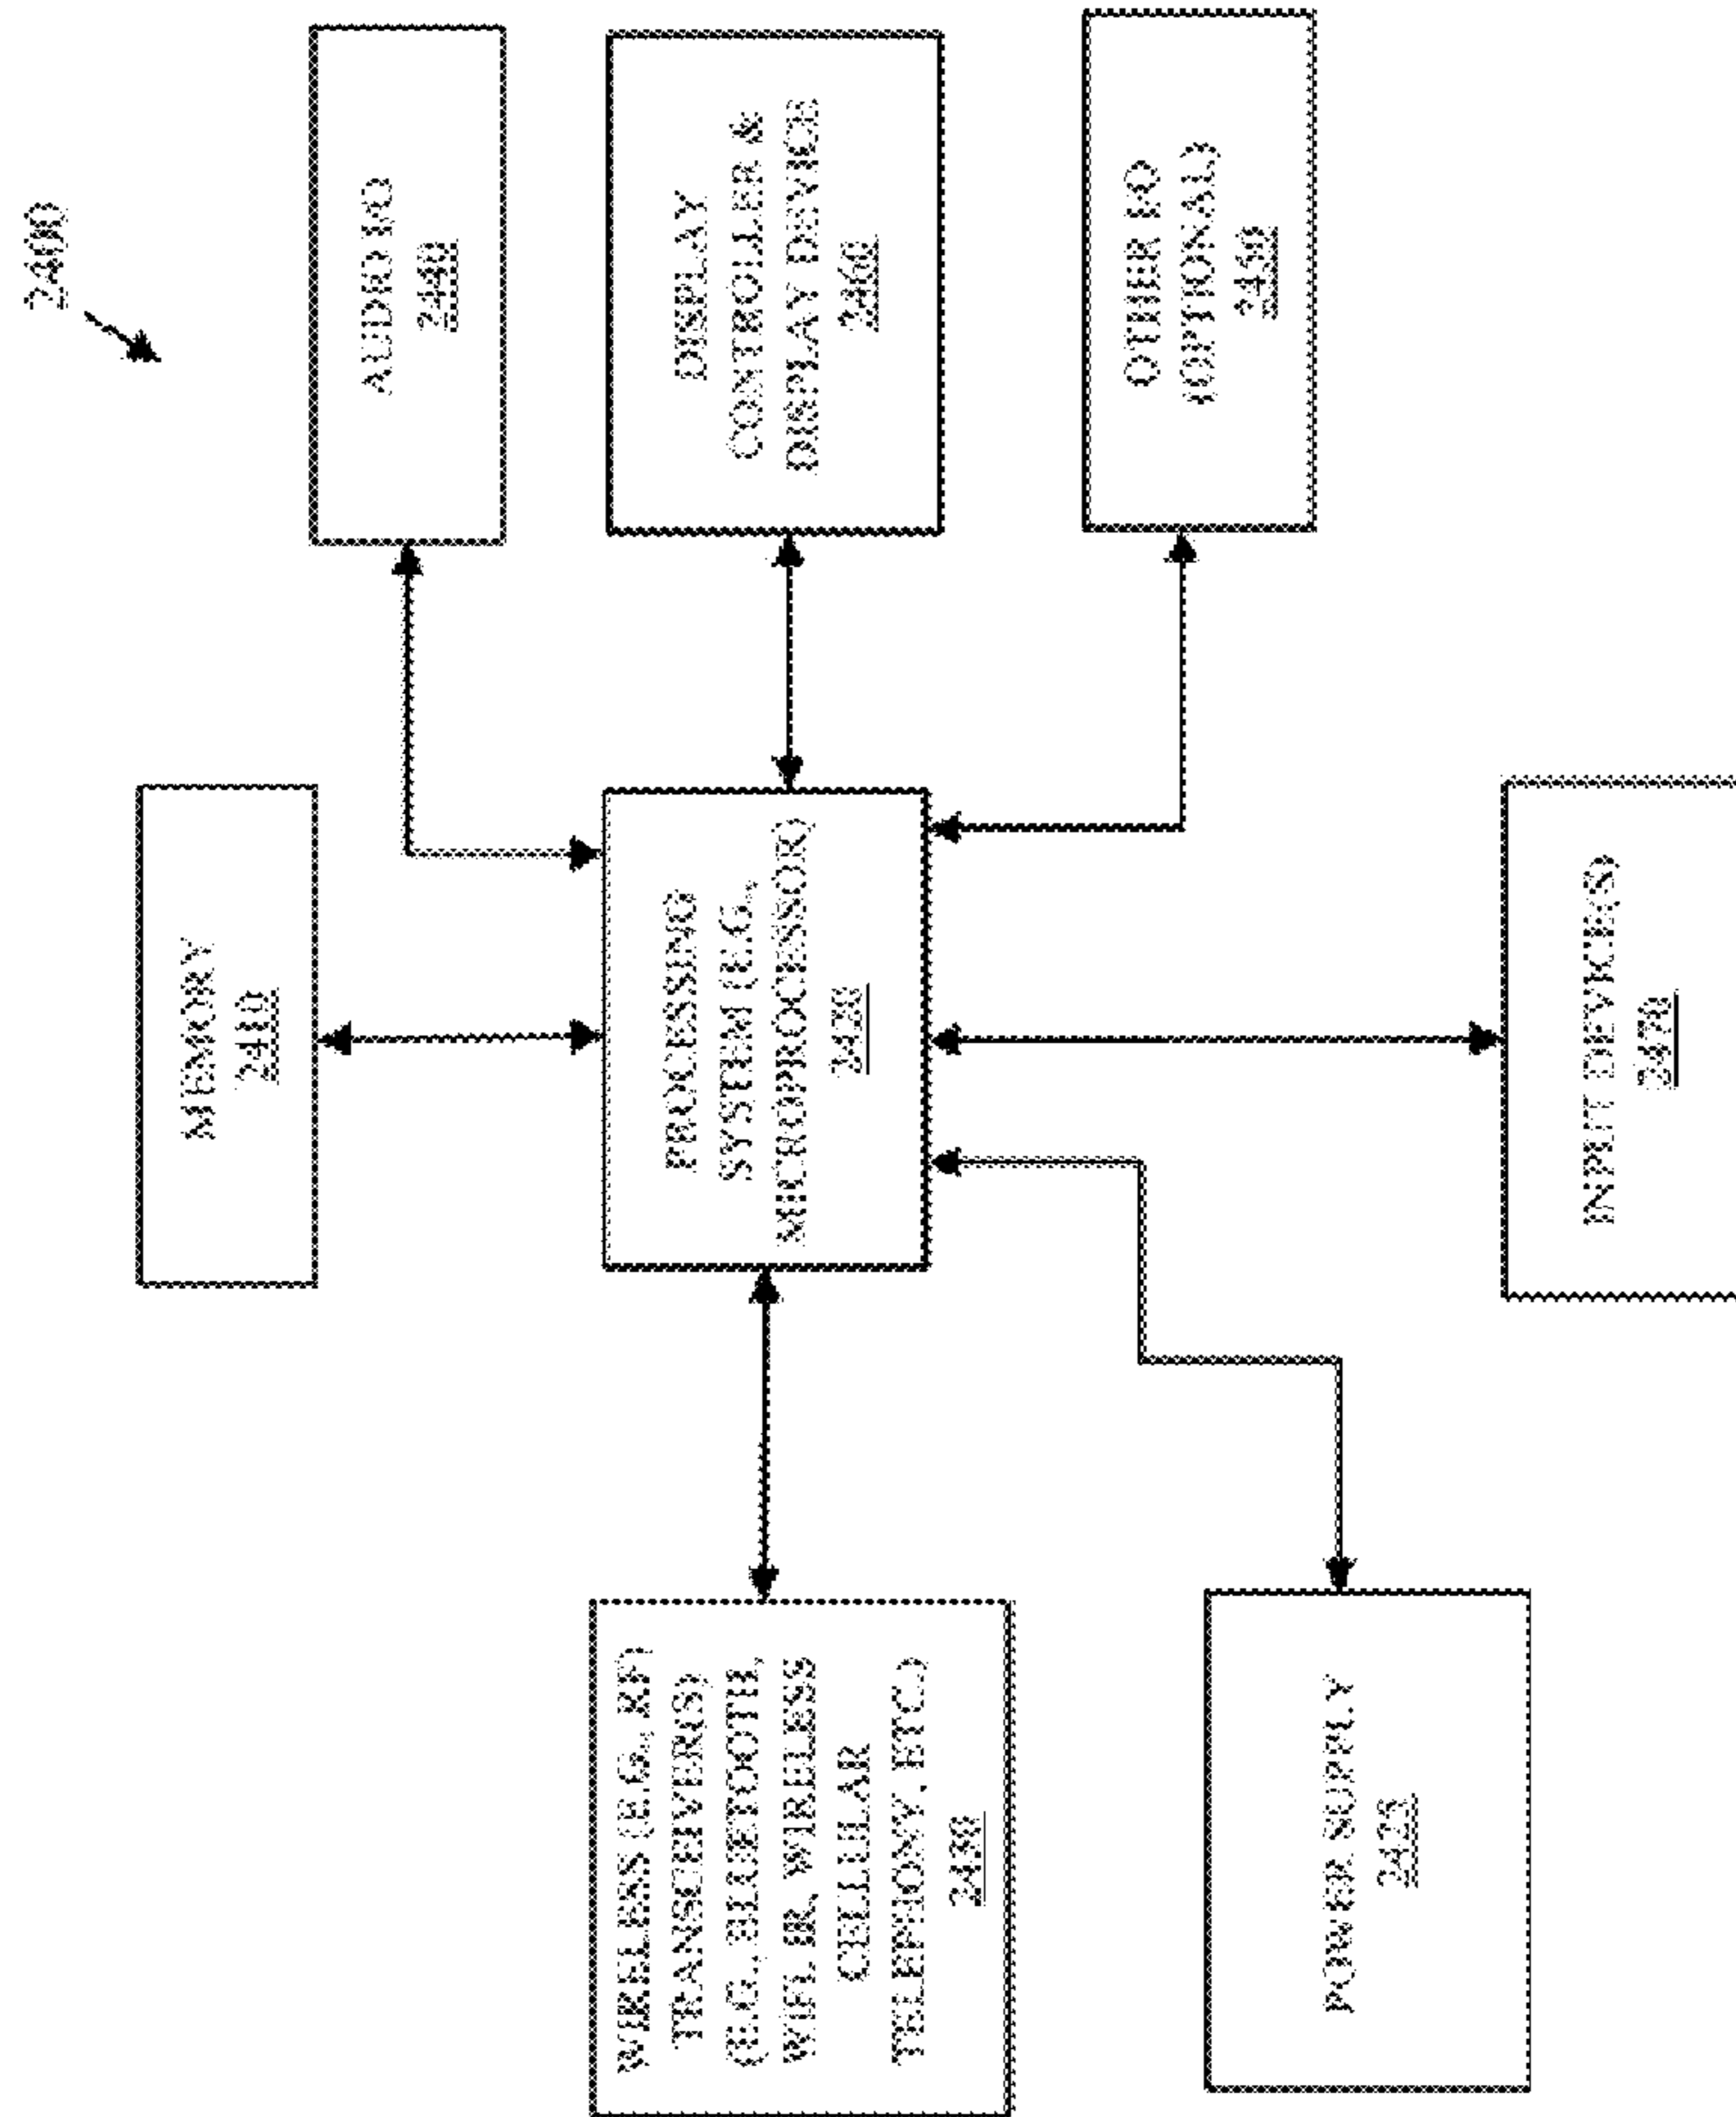 2400
MEMORY
2410
AUDIO I/O
2440
WIRELESS (E.G., RF)
TRANSCEIVER(S)
(E.G., BLUETOOTH,
WIFI, IR, WIRELESS
CELLULAR
TELEPHONY, ETC.)
2430
PROCESSING
SYSTEM (E.G.,
MICROPROCESSOR)
2420
DISPLAY
CONTROLLER &
DISPLAY DEVICE
2460
OTHER I/O
(OPTIONAL)
2450
POWER SUPPLY
2425
INPUT DEVICE(S)
2470